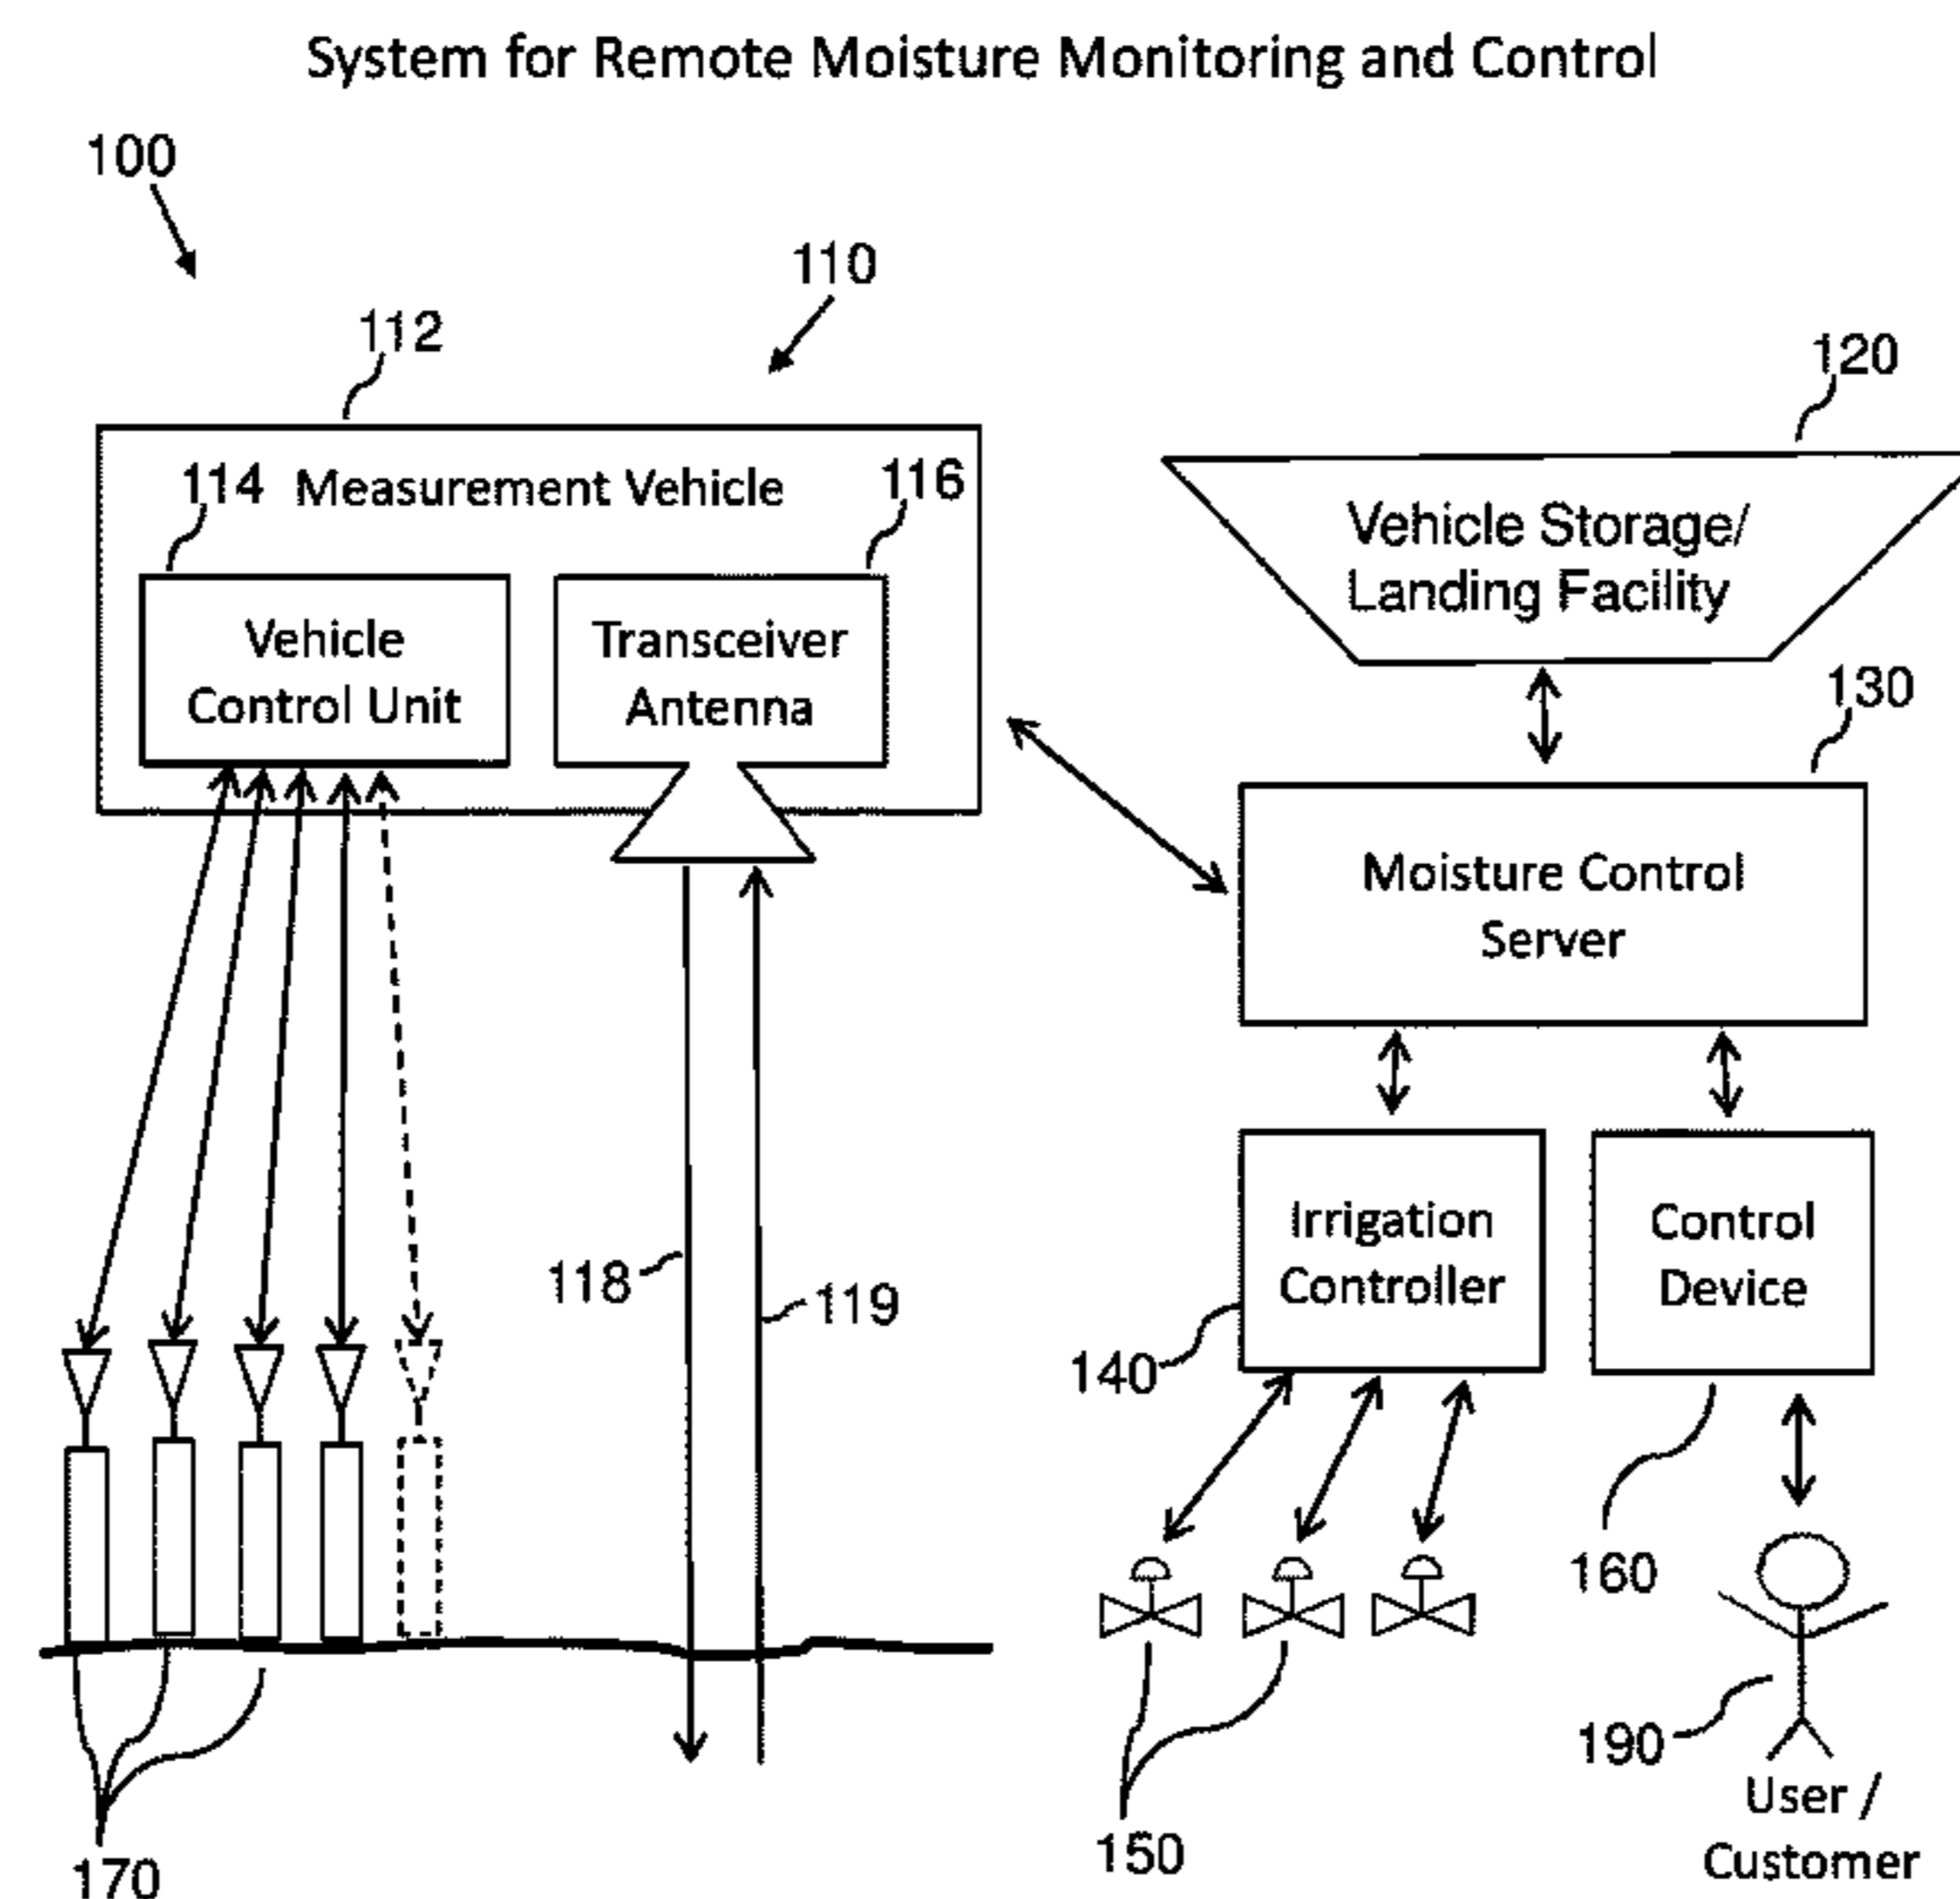 System for Remote Moisture Monitoring and Control
100
110
112
120
114 Measurement Vehicle 116
Vehicle Storage/
Landing Facility
Vehicle
Control Unit
Transceiver
Antenna
130
Moisture Control
Server
118
119
Irrigation
Controller
Control
Device
140
160
190
User /
Customer
150
170